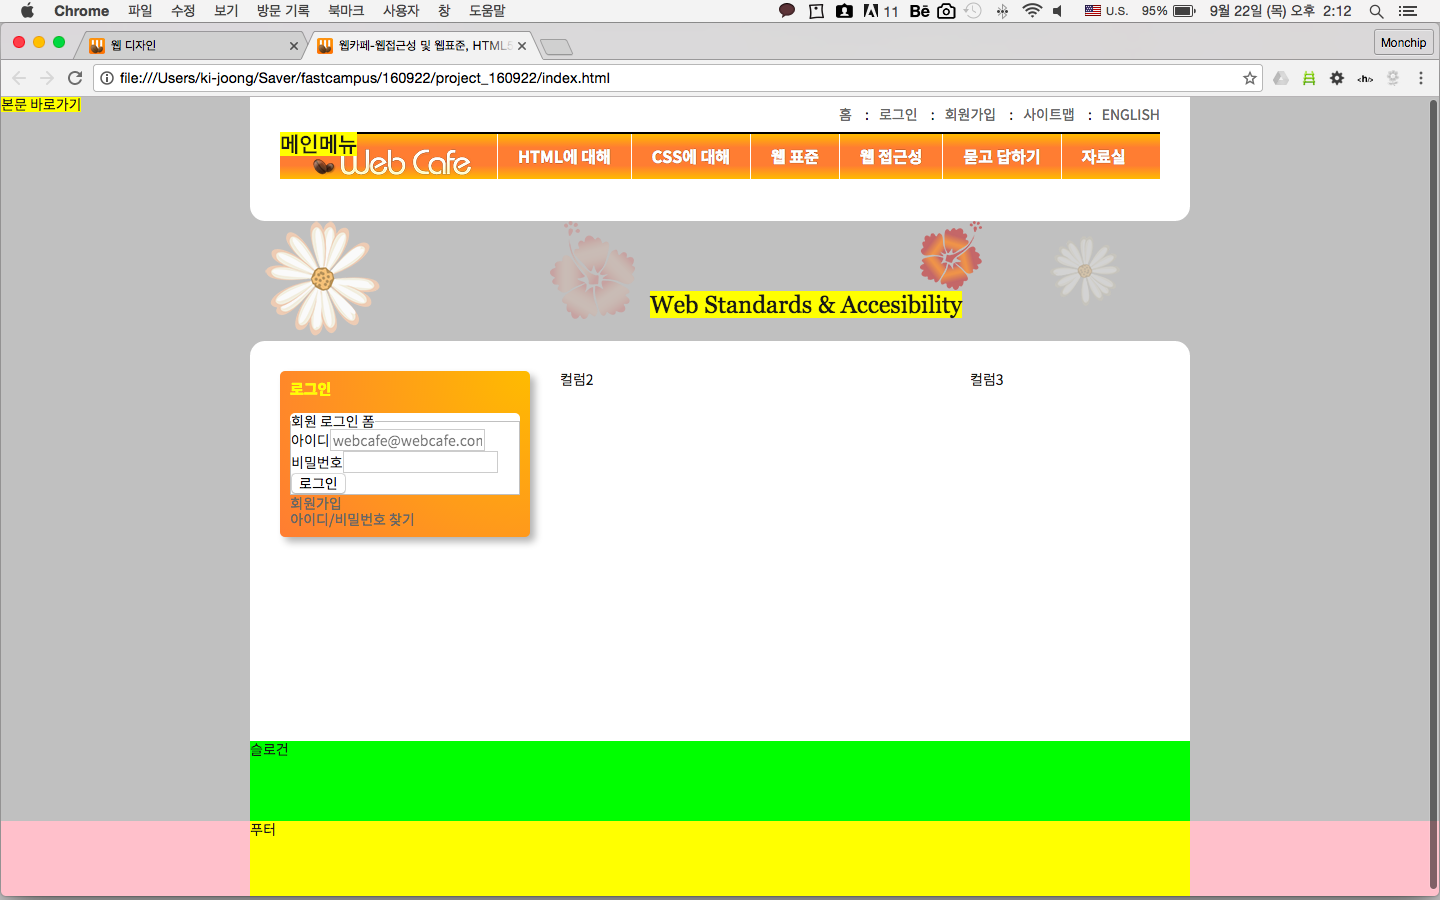 Chrome 파일 수정 보기 방문 기록 북마크 사용자 창 도움말 11 Bē U.S. 95% 9월 22일 (목) 오후 2:12
웹 디자인 웹카페-웹접근성 및 웹표준, HTML5 Monchip
file:///Users/ki-joong/Saver/fastcampus/160922/project_160922/index.html <h/>
본문 바로가기
홈 : 로그인 : 회원가입 : 사이트맵 : ENGLISH
메인메뉴
Web Cafe HTML에 대해 CSS에 대해 웹 표준 웹 접근성 묻고 답하기 자료실
Web Standards & Accesibility
로그인
회원 로그인 폼
아이디 webcafe@webcafe.con
비밀번호
로그인
회원가입
아이디/비밀번호 찾기
컬럼2
컬럼3
슬로건
푸터